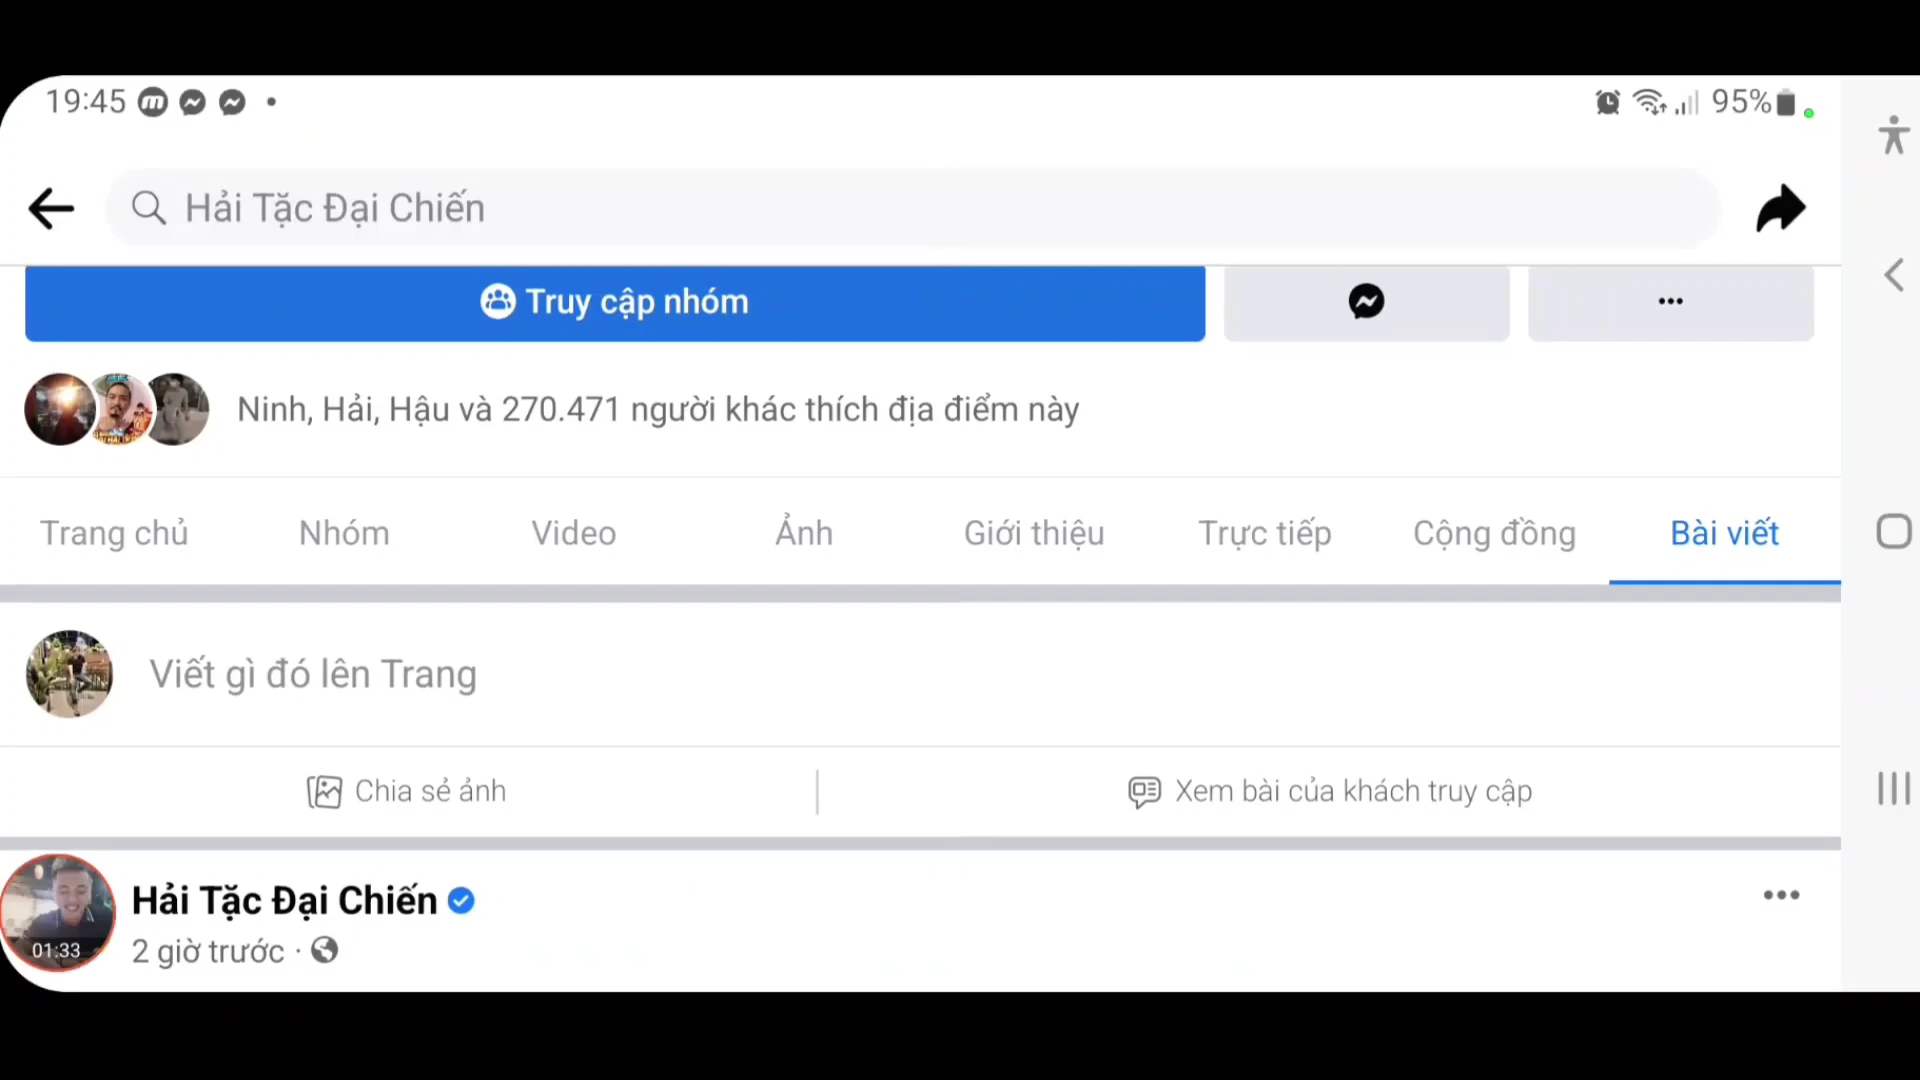 19:45
95%
Hải Tặc Đại Chiến
Truy cập nhóm
Ninh, Hải, Hậu và 270.471 người khác thích địa điểm này
Trang chủ Nhóm Video Ảnh Giới thiệu Trực tiếp Cộng đồng Bài viết
Viết gì đó lên Trang
Chia sẻ ảnh
Xem bài của khách truy cập
Hải Tặc Đại Chiến
01:33
2 giờ trước ·